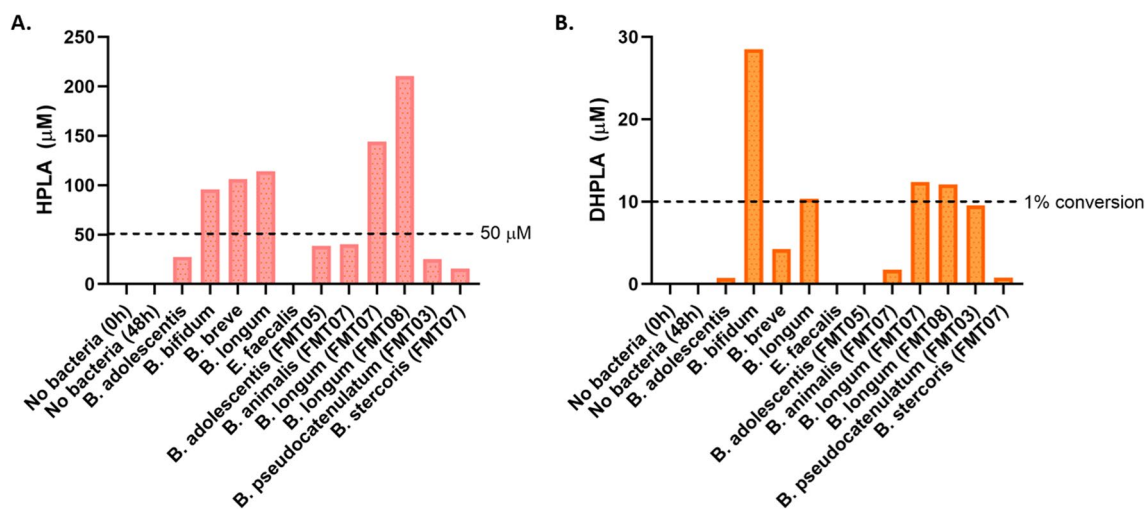 A.
HPLA (μM)
250
200
150
100
50
0
50 μM
No bacteria (0h)
No bacteria (48h)
B. adolescentis
B. bifidum
B. breve
B. longum
E. faecalis
B. adolescentis (FMT05)
B. animalis (FMT07)
B. longum (FMT07)
B. longum (FMT08)
B. pseudocatenulatum (FMT03)
B. stercoris (FMT07)
B.
DHPLA (μM)
30
20
10
0
1% conversion
No bacteria (0h)
No bacteria (48h)
B. adolescentis
B. bifidum
B. breve
B. longum
E. faecalis
B. adolescentis (FMT05)
B. animalis (FMT07)
B. longum (FMT07)
B. longum (FMT08)
B. pseudocatenulatum (FMT03)
B. stercoris (FMT07)